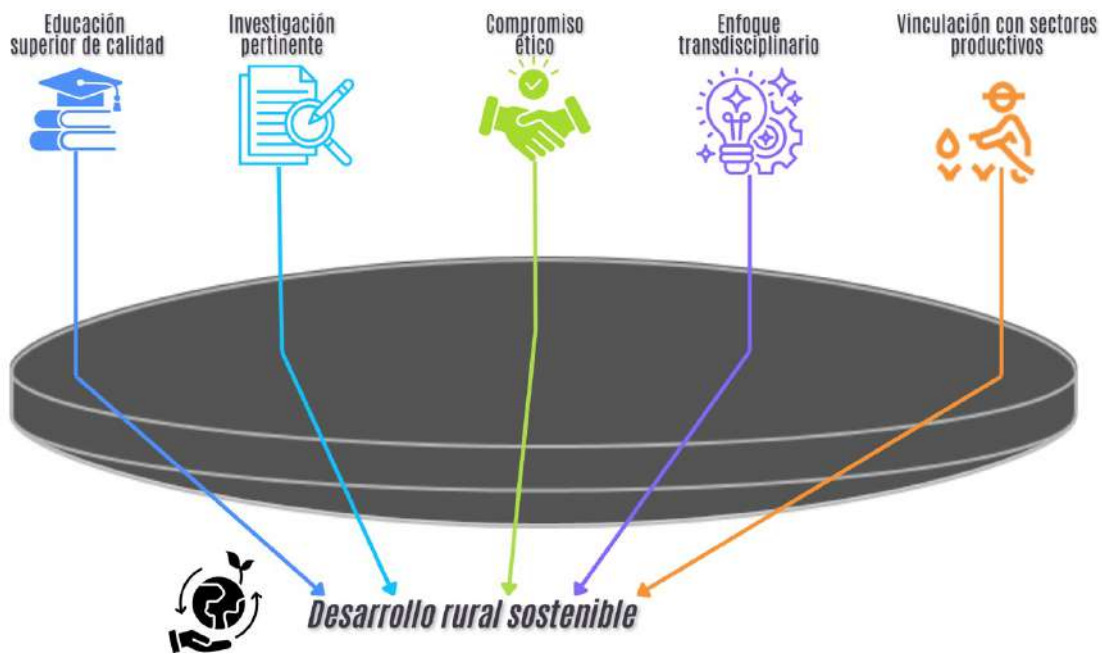 Educación
superior de calidad
Investigación
pertinente
Compromiso
ético
Enfoque
transdisciplinario
Vinculación con sectores
productivos
Desarrollo rural sostenible